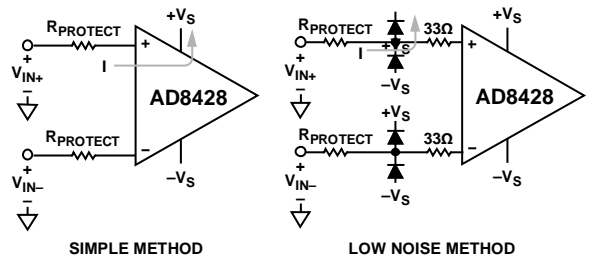 +VS
RPROTECT
+
I
+
VIN+
−
AD8428
RPROTECT
−
+
VIN−
−
−VS
SIMPLE METHOD
RPROTECT
33Ω
+VS
+
I
+VS
+
VIN+
−
−VS
AD8428
+VS
RPROTECT
33Ω
−
+
VIN−
−
−VS
−VS
LOW NOISE METHOD